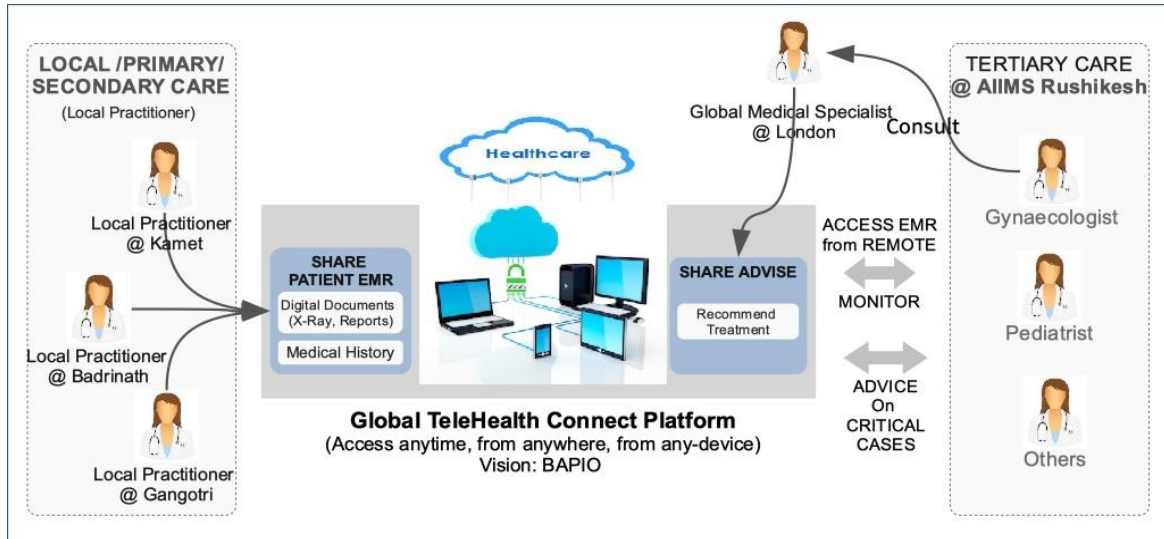 LOCAL /PRIMARY/
SECONDARY CARE
(Local Practitioner)
Local Practitioner
@ Kamet
Local Practitioner
@ Badrinath
Local Practitioner
@ Gangotri
SHARE
PATIENT EMR
Digital Documents
(X-Ray, Reports)
Medical History
Healthcare
Global TeleHealth Connect Platform
(Access anytime, from anywhere, from any-device)
Vision: BAPIO
Global Medical Specialist
@ London
Consult
SHARE ADVISE
Recommend
Treatment
ACCESS EMR
from REMOTE
MONITOR
ADVICE
On
CRITICAL
CASES
TERTIARY CARE
@ AIIMS Rushikesh
Gynaecologist
Pediatrist
Others